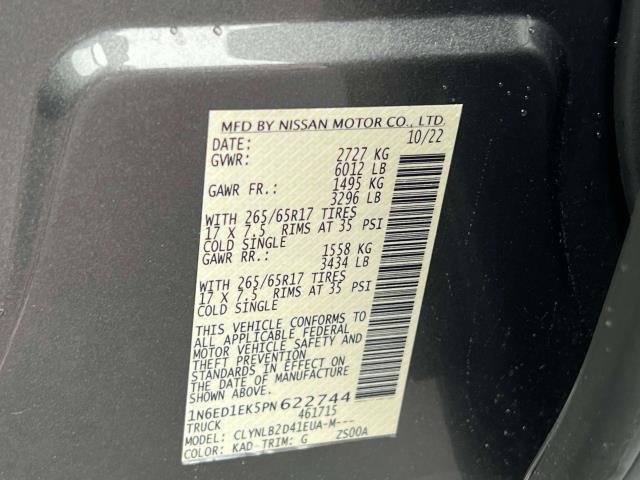 MFD BY NISSAN MOTOR CO., LTD.
DATE: 10/22
GVWR: 2727 KG
6012 LB
GAWR FR.: 1495 KG
3296 LB
WITH 265/65R17 TIRES
17 X 7.5 RIMS AT 35 PSI
COLD SINGLE
GAWR RR.: 1558 KG
3434 LB
WITH 265/65R17 TIRES
17 X 7.5 RIMS AT 35 PSI
COLD SINGLE
THIS VEHICLE CONFORMS TO
ALL APPLICABLE FEDERAL
MOTOR VEHICLE SAFETY AND
THEFT PREVENTION
STANDARDS IN EFFECT ON
THE DATE OF MANUFACTURE
1N6ED1EK5PN622744
TRUCK 461715
MODEL: CLYNLB2D41EUA-M---
COLOR: KAD TRIM: G ZS00A